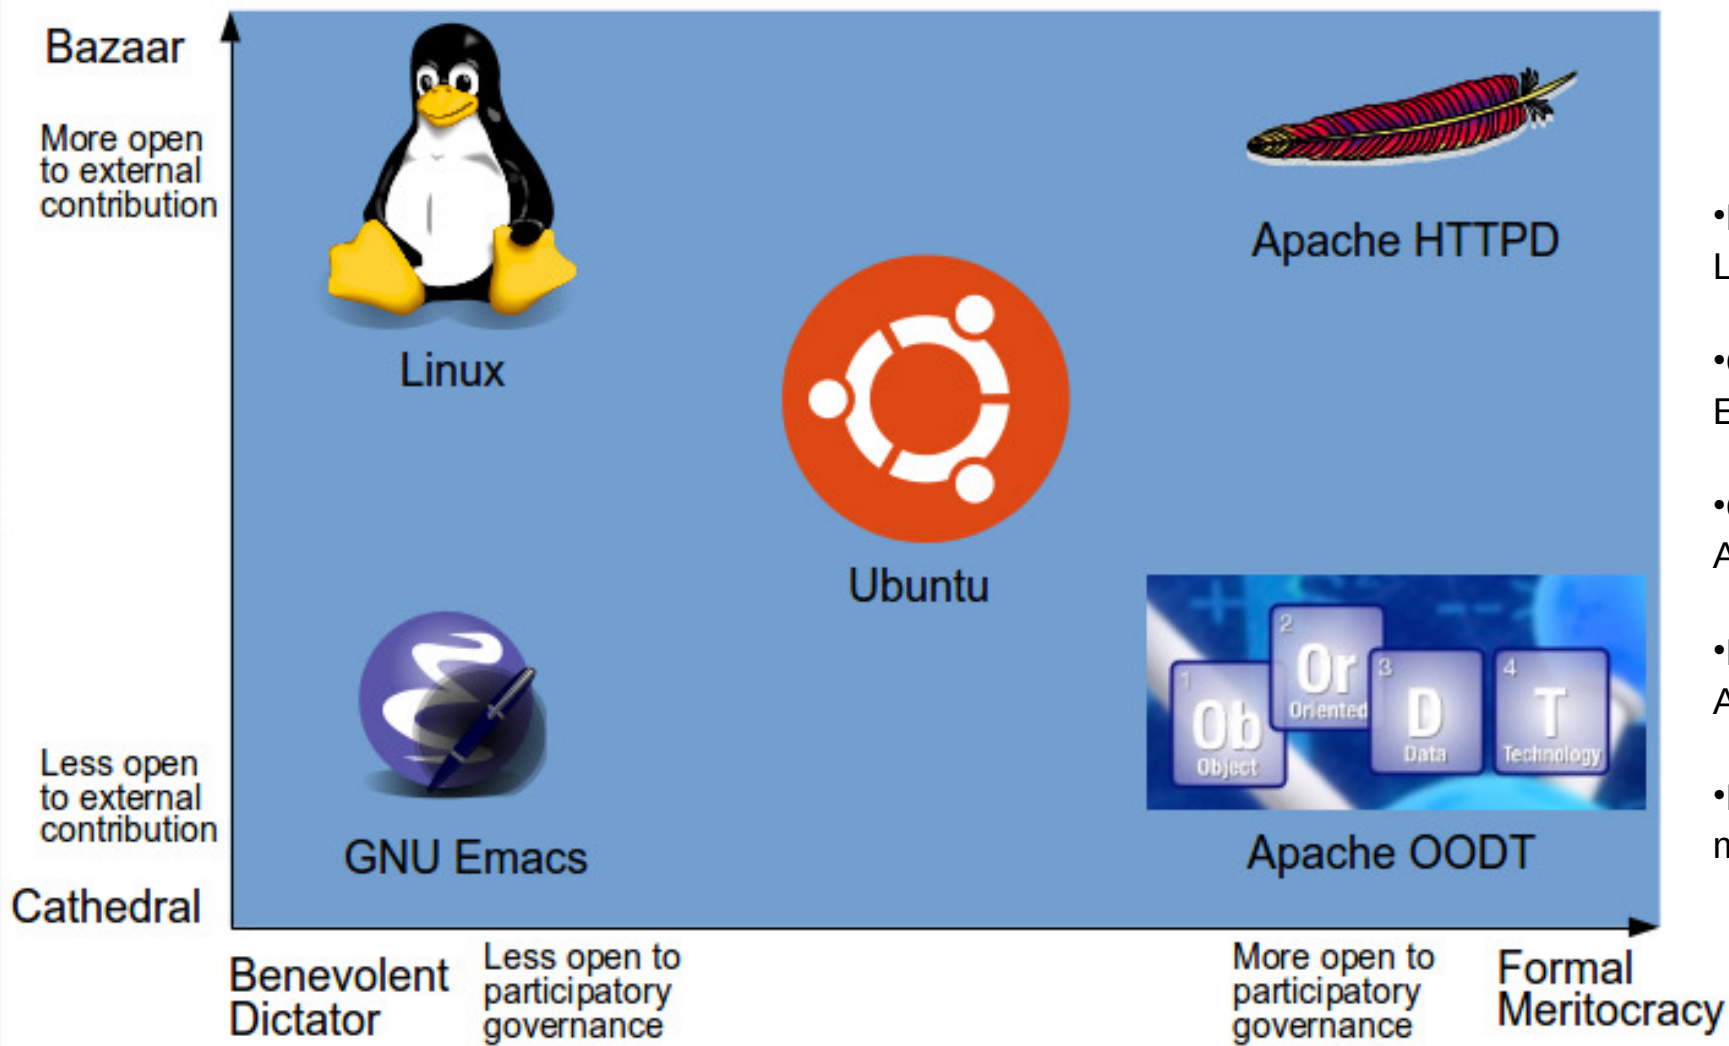 Bazaar
More open
to external
contribution
Linux
Apache HTTPD
Ubuntu
1
Ob
Object
2
Or
Oriented
3
D
Data
4
T
Technology
Less open
to external
contribution
GNU Emacs
Apache OODT
Cathedral
Benevolent
Dictator
Less open to
participatory
governance
More open to
participatory
governance
Formal
Meritocracy